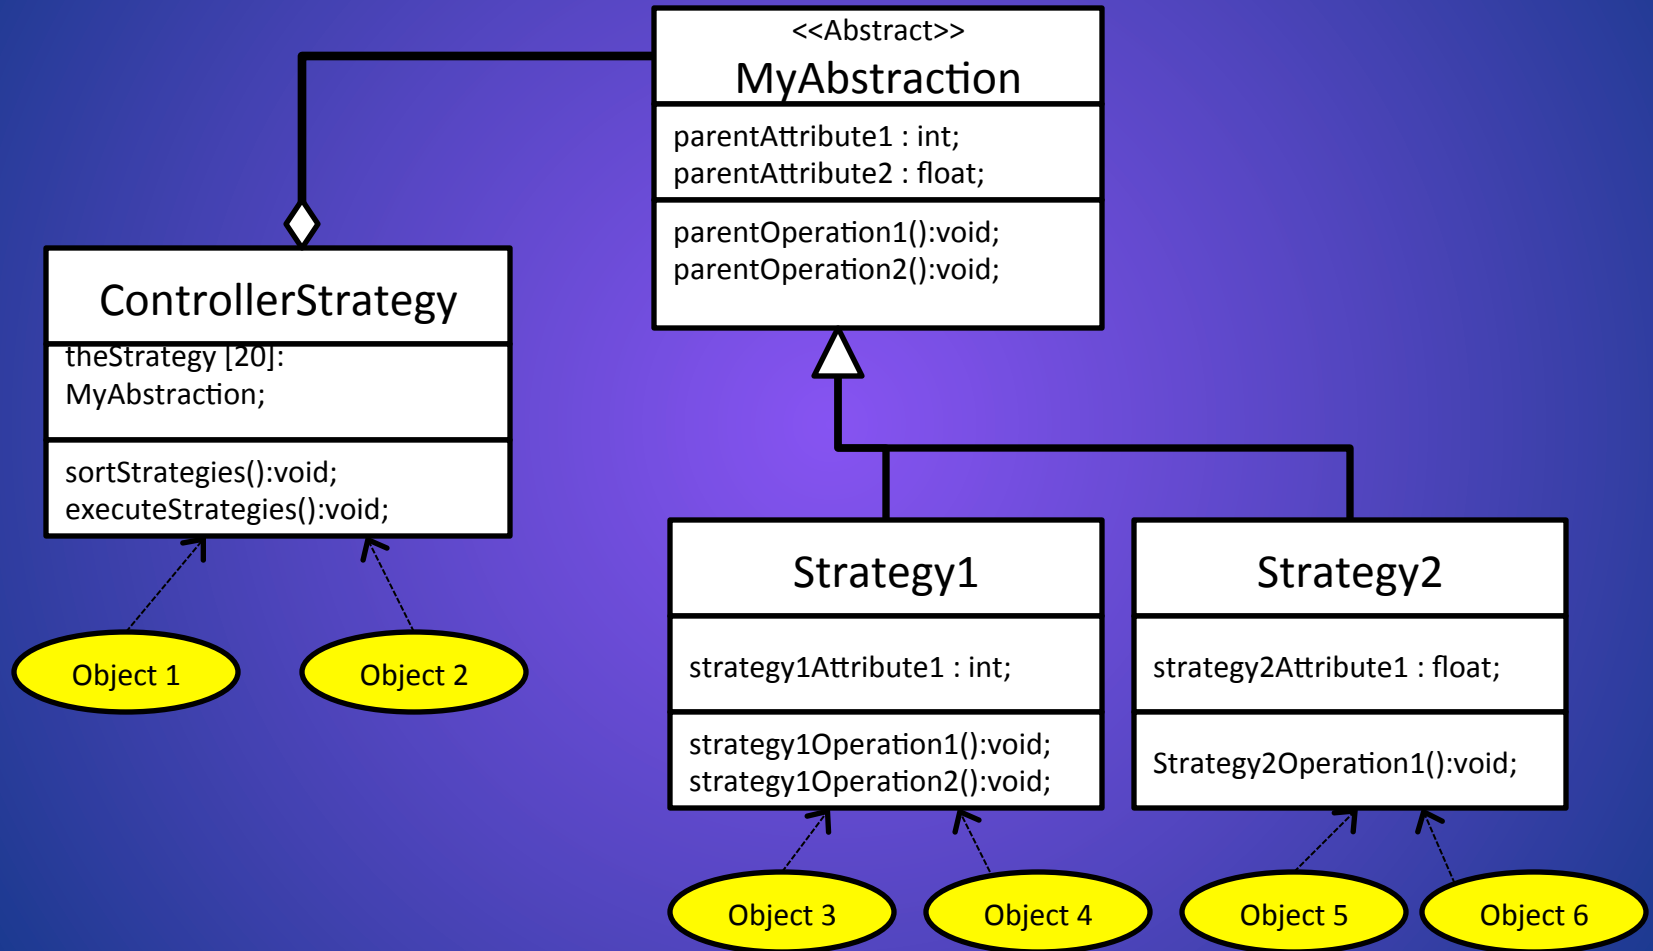 <<Abstract>>
MyAbstraction
parentAttribute1 : int;
parentAttribute2 : float;
parentOperation1():void;
parentOperation2():void;
ControllerStrategy
theStrategy [20]:
MyAbstraction;
sortStrategies():void;
executeStrategies():void;
Object 1
Object 2
Strategy1
strategy1Attribute1 : int;
strategy1Operation1():void;
strategy1Operation2():void;
Strategy2
strategy2Attribute1 : float;
Strategy2Operation1():void;
Object 3
Object 4
Object 5
Object 6